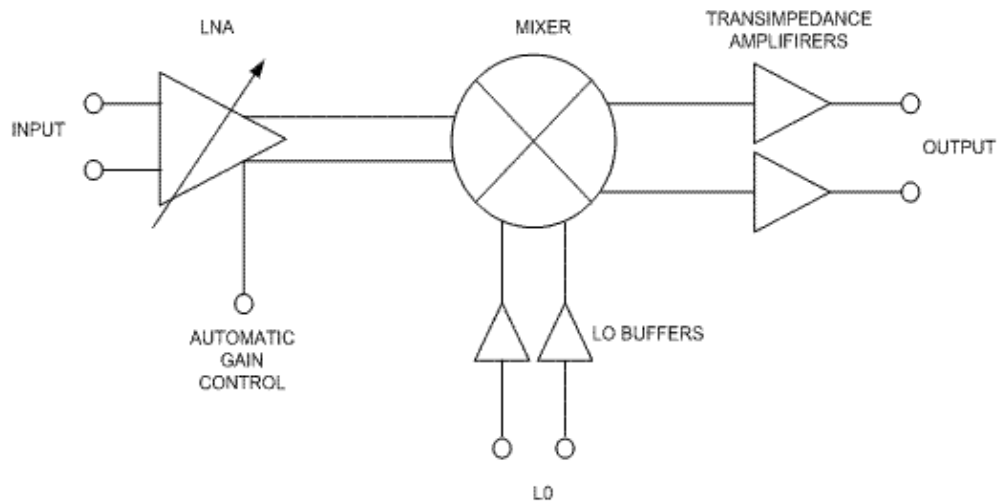 LNA
MIXER
TRANSIMPEDANCE
AMPLIFIRERS
INPUT
OUTPUT
AUTOMATIC
GAIN
CONTROL
LO BUFFERS
L0